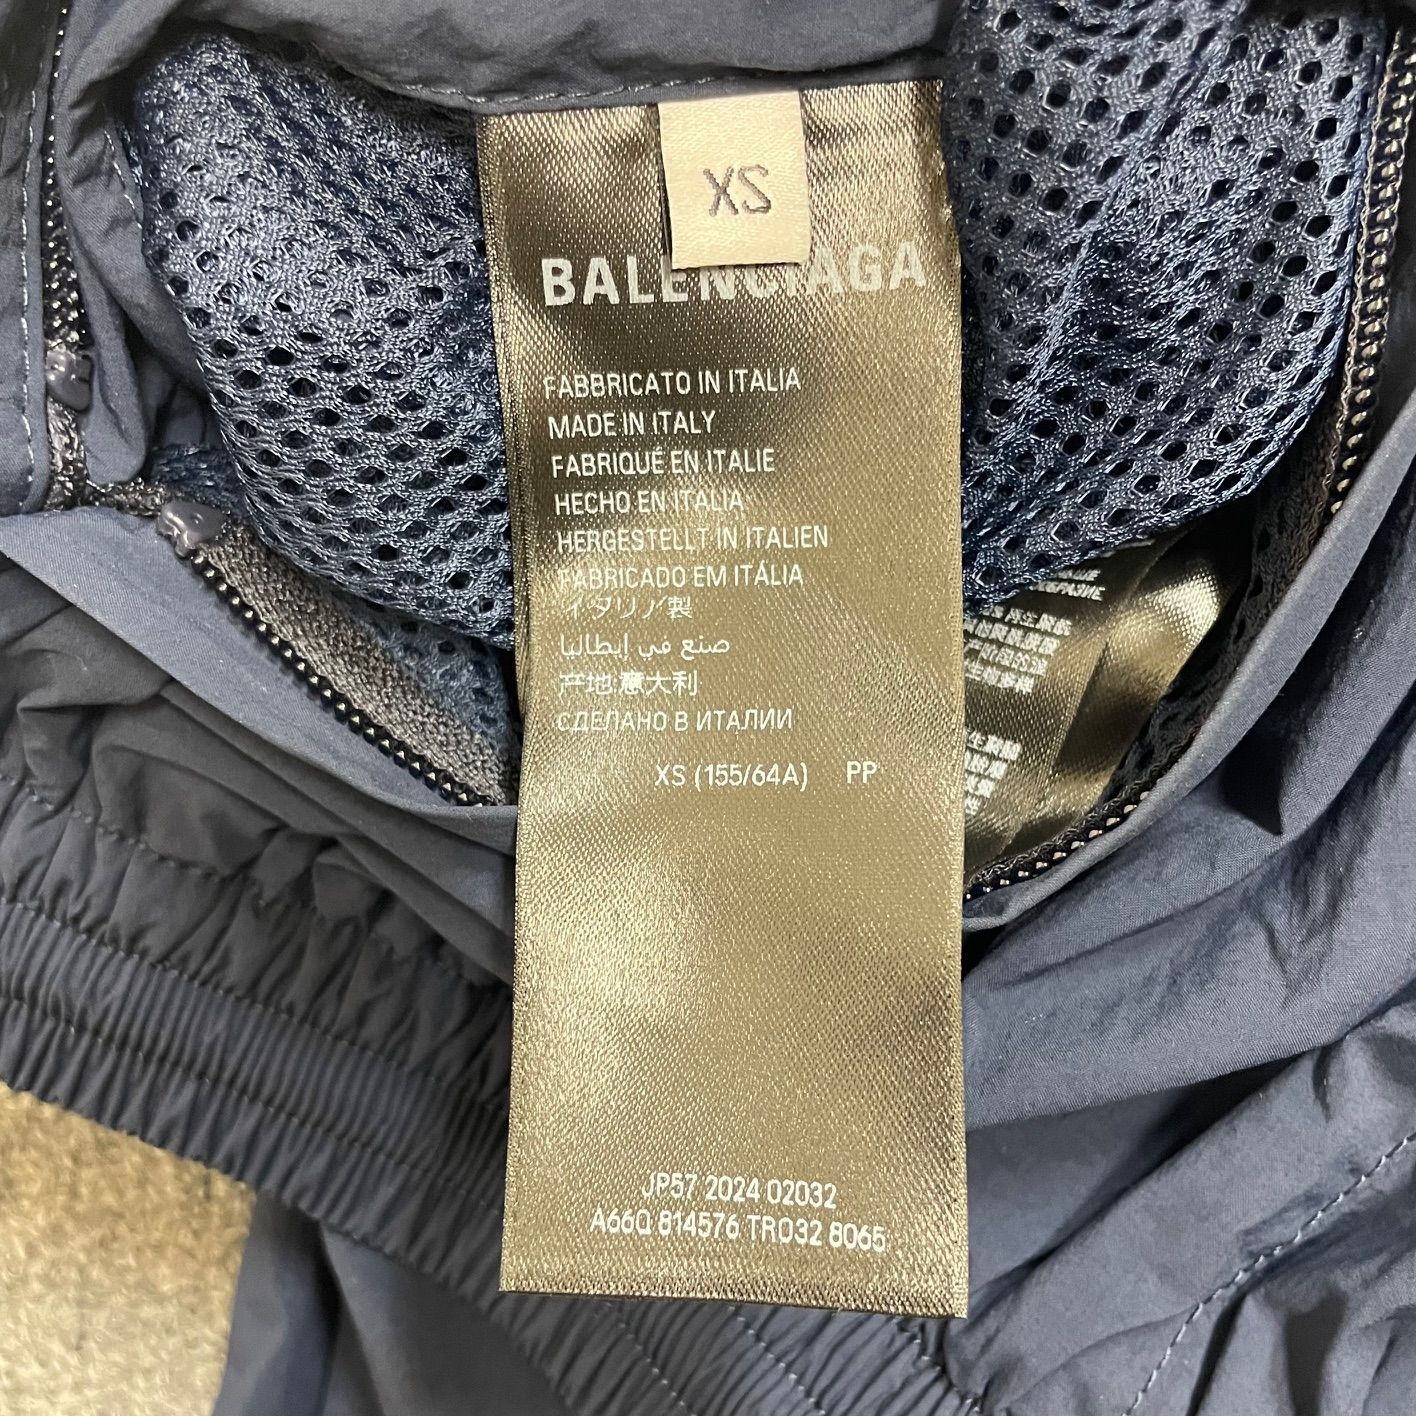 XS
BALENCIAGA
FABBRICATO IN ITALIA
MADE IN ITALY
FABRIQUÉ EN ITALIE
HECHO EN ITALIA
HERGESTELLT IN ITALIEN
FABRICADO EM ITÁLIA
イタリア製
صنع في إيطاليا
产地:意大利
СДЕЛАНО В ИТАЛИИ
XS (155/64A) PP
JP57 2024 02032
A66Q 814576 TRO32 8065